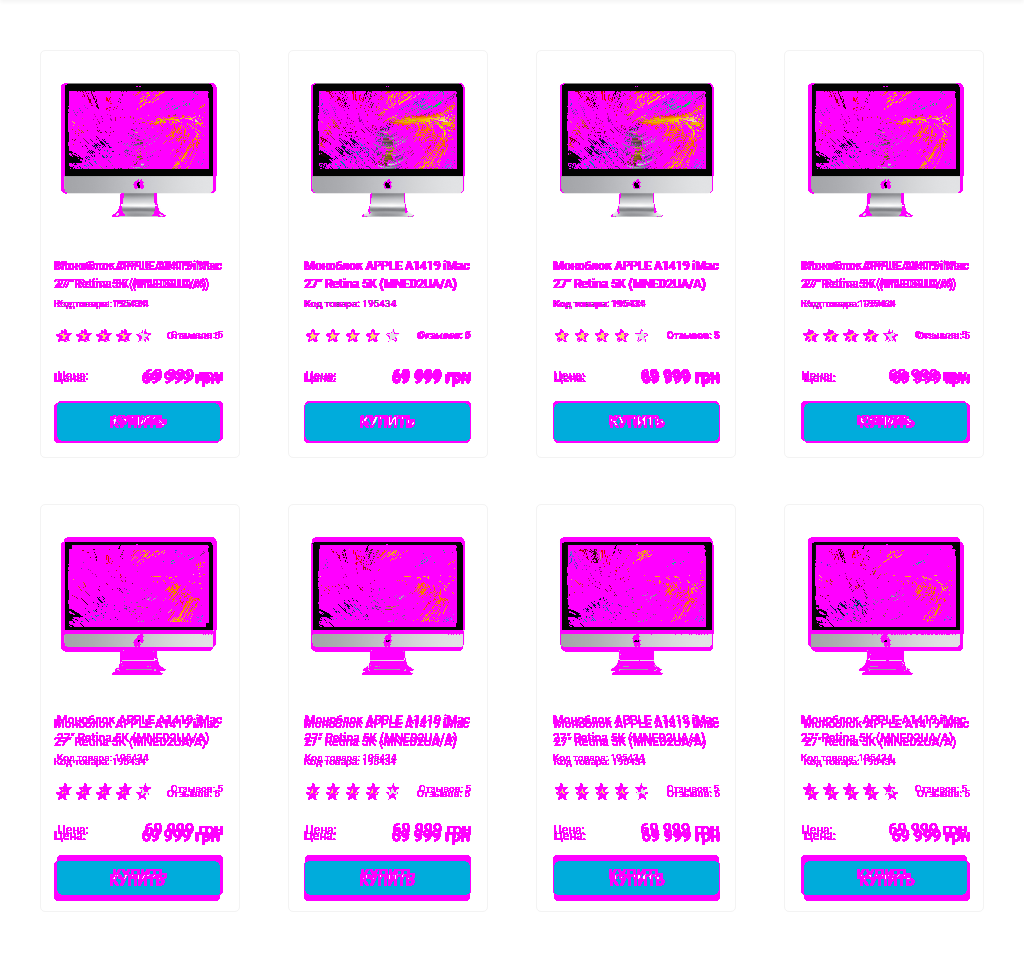 Моноблок APPLE A1419 iMac
27" Retina 5K (MNED2UA/A)
Код товара: 195434
Отзывов: 5
Цена: 69 999 грн
КУПИТЬ
Моноблок APPLE A1419 iMac
27" Retina 5K (MNED2UA/A)
Код товара: 195434
Отзывов: 5
Цена: 69 999 грн
КУПИТЬ
Моноблок APPLE A1419 iMac
27" Retina 5K (MNED2UA/A)
Код товара: 195434
Отзывов: 5
Цена: 69 999 грн
КУПИТЬ
Моноблок APPLE A1419 iMac
27" Retina 5K (MNED2UA/A)
Код товара: 195434
Отзывов: 5
Цена: 69 999 грн
КУПИТЬ
Моноблок APPLE A1419 iMac
27" Retina 5K (MNED2UA/A)
Код товара: 195434
Отзывов: 5
Цена: 69 999 грн
КУПИТЬ
Моноблок APPLE A1419 iMac
27" Retina 5K (MNED2UA/A)
Код товара: 195434
Отзывов: 5
Цена: 69 999 грн
КУПИТЬ
Моноблок APPLE A1419 iMac
27" Retina 5K (MNED2UA/A)
Код товара: 195434
Отзывов: 5
Цена: 69 999 грн
КУПИТЬ
Моноблок APPLE A1419 iMac
27" Retina 5K (MNED2UA/A)
Код товара: 195434
Отзывов: 5
Цена: 69 999 грн
КУПИТЬ